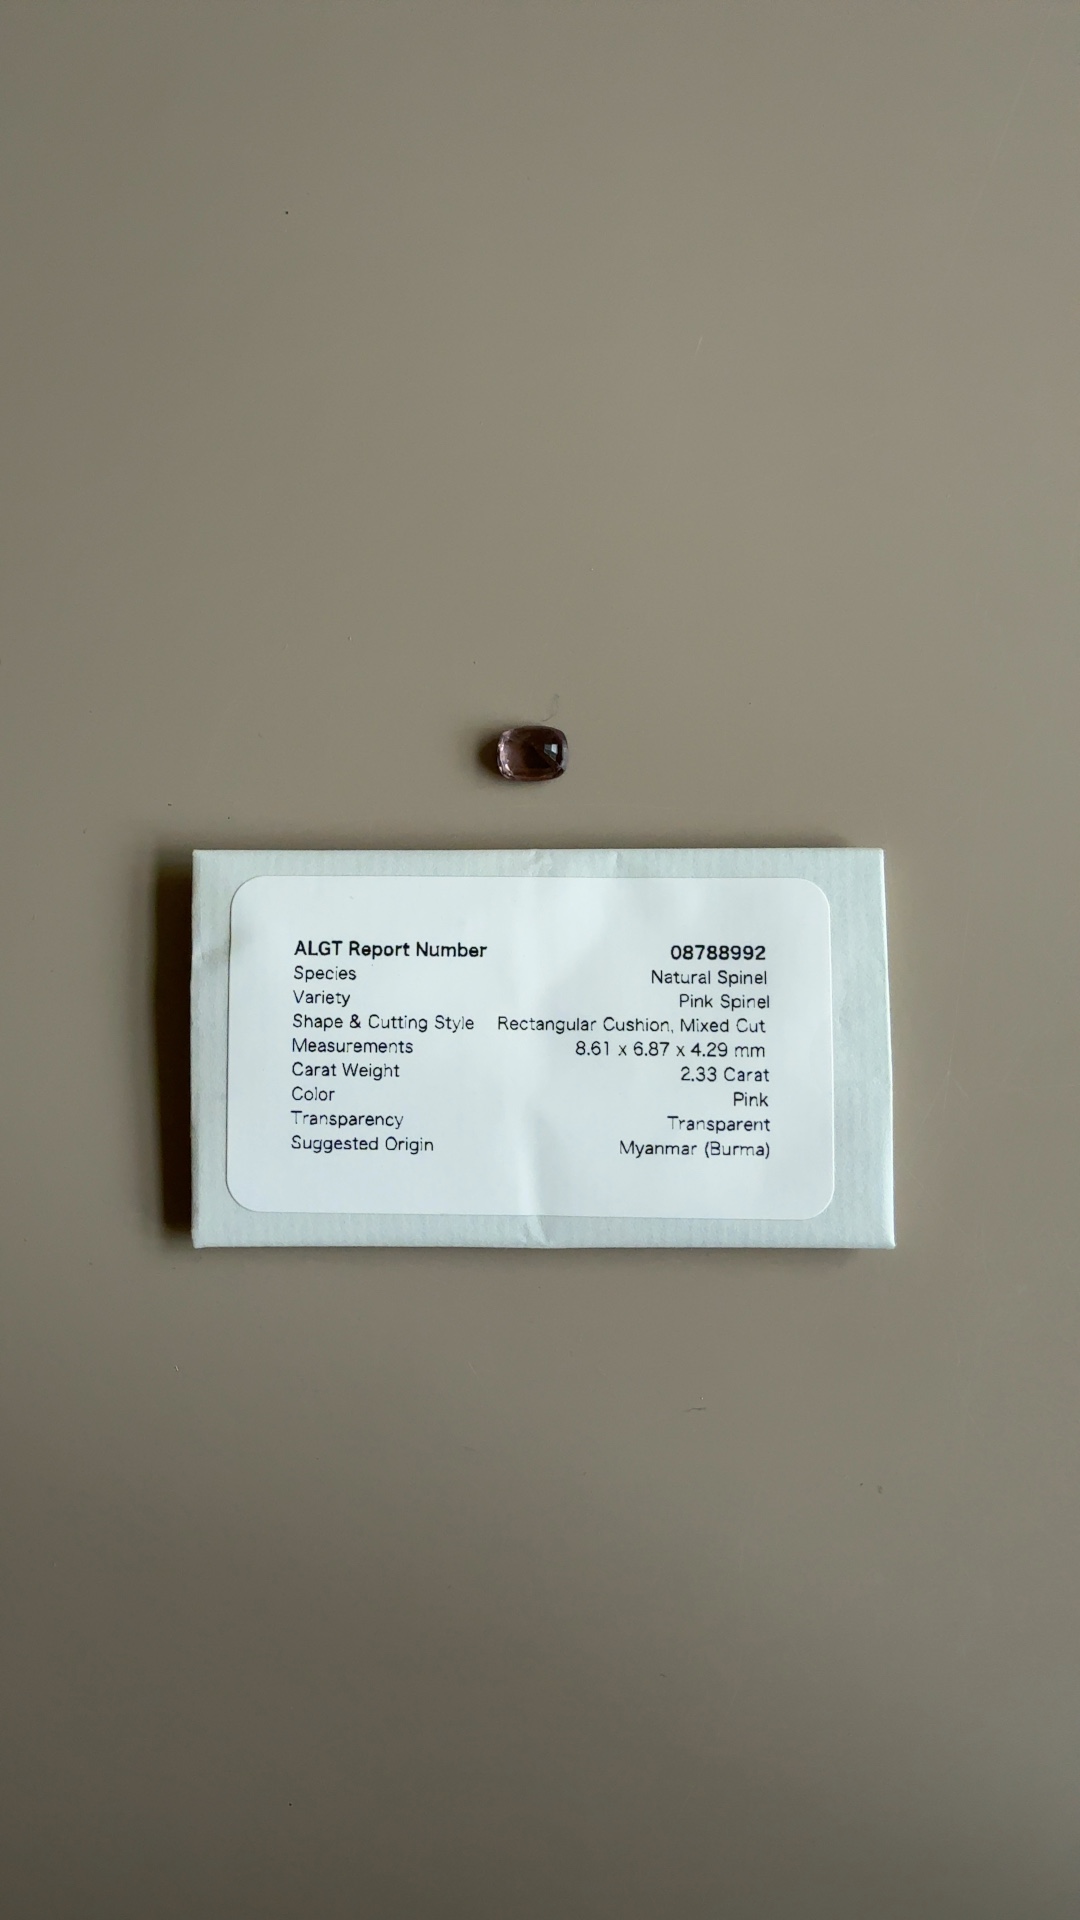 ALGT Report Number 08788992
Species Natural Spinel
Variety Pink Spinel
Shape & Cutting Style Rectangular Cushion, Mixed Cut
Measurements 8.61 x 6.87 x 4.29 mm
Carat Weight 2.33 Carat
Color Pink
Transparency Transparent
Suggested Origin Myanmar (Burma)